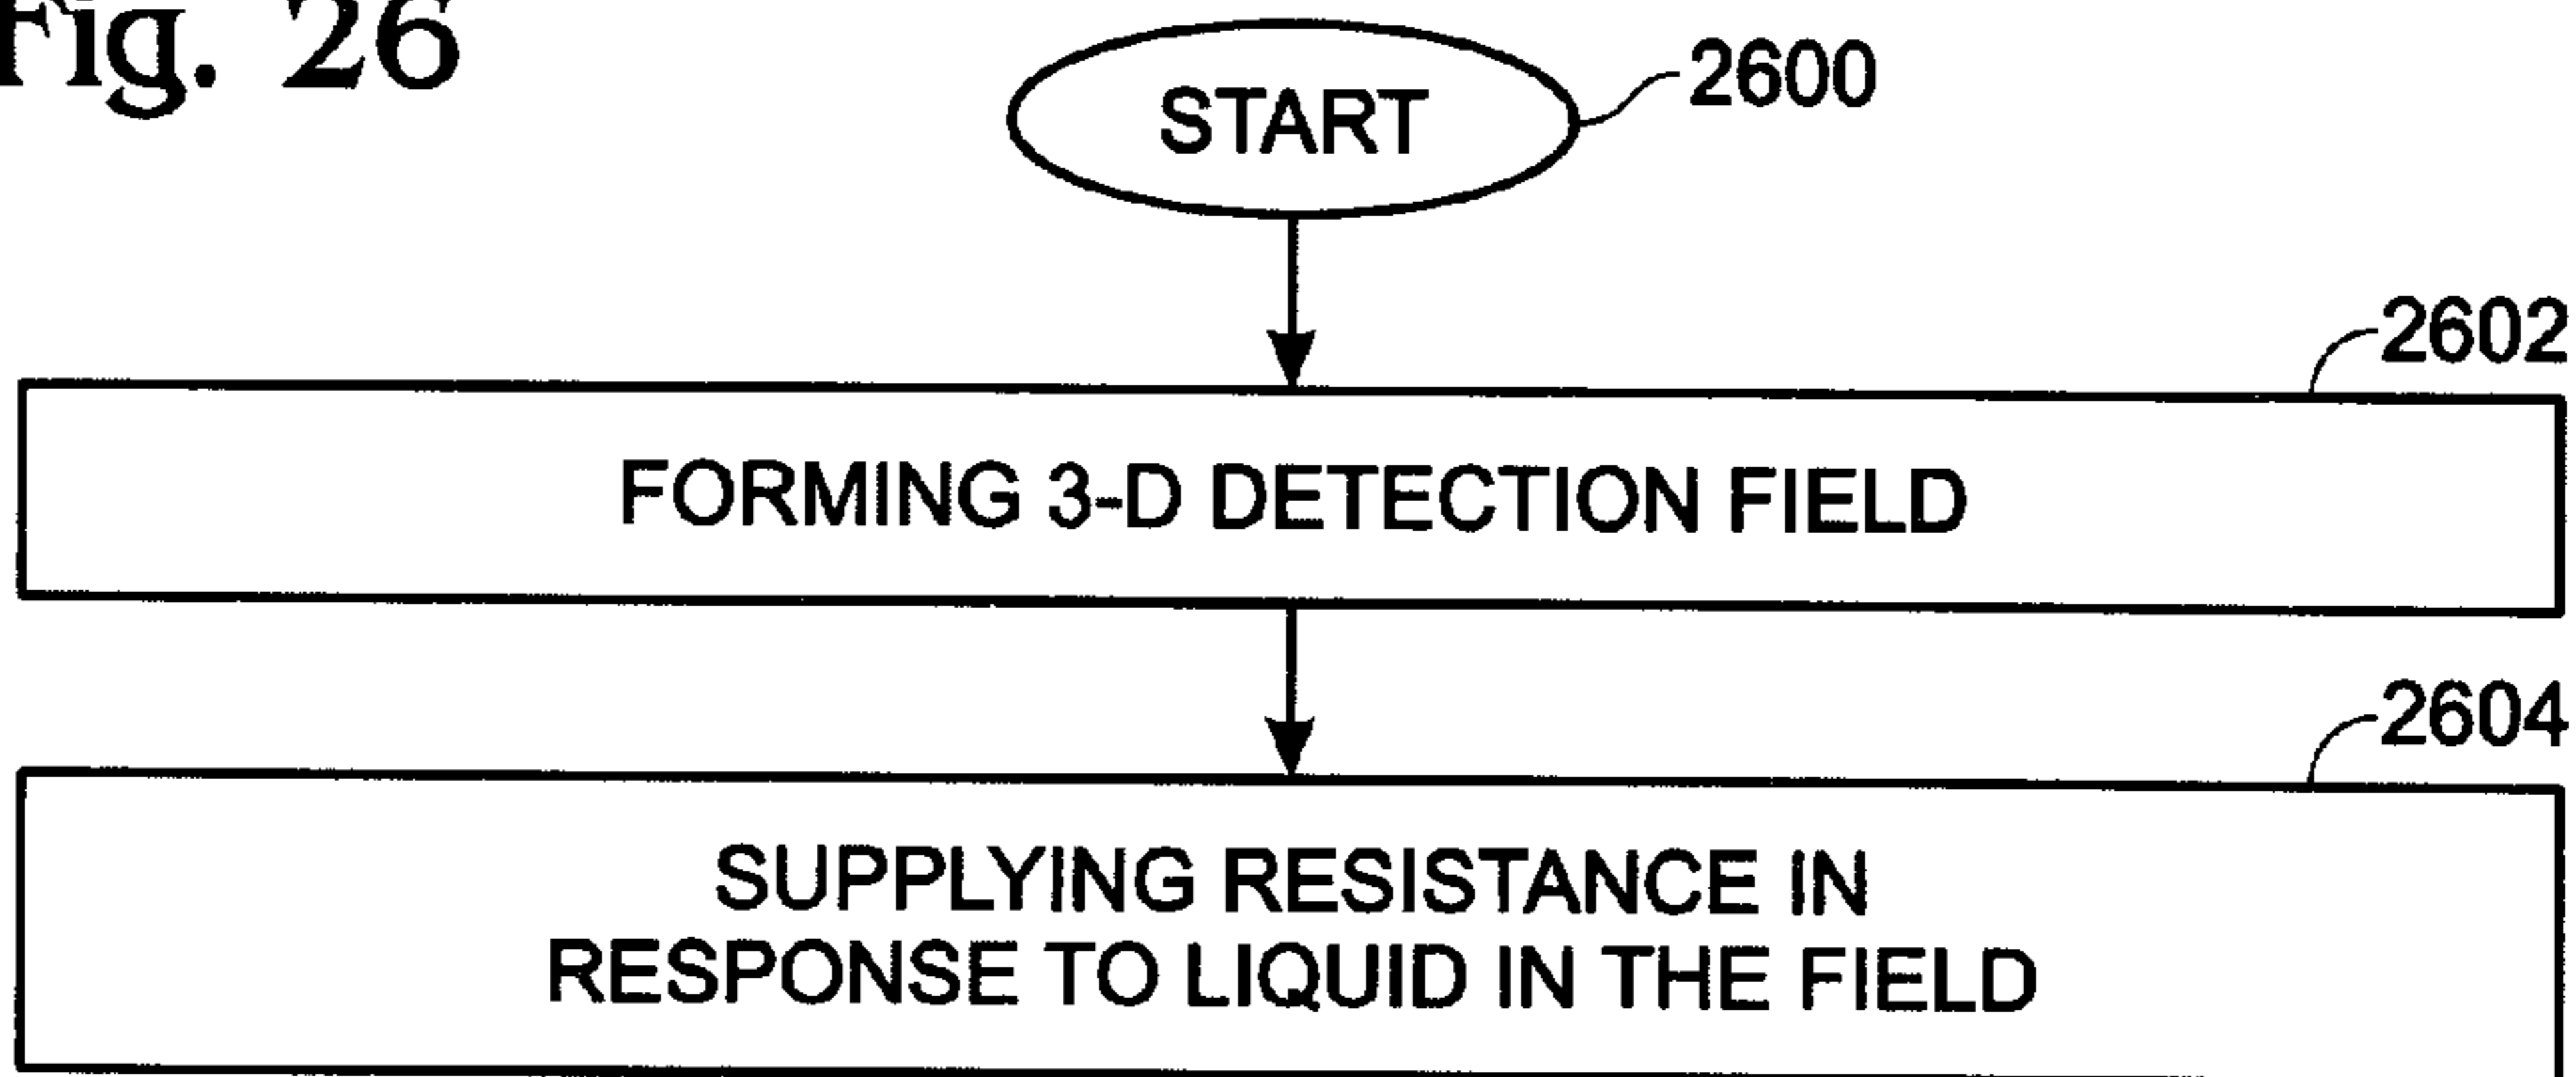 Fig. 26
START
2600
2602
FORMING 3-D DETECTION FIELD
2604
SUPPLYING RESISTANCE IN
RESPONSE TO LIQUID IN THE FIELD